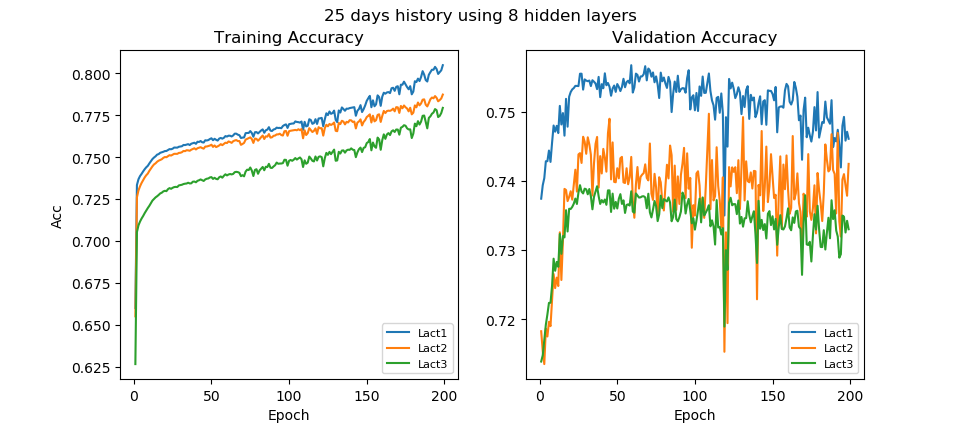 25 days history using 8 hidden layers
Training Accuracy
Acc
0.800
0.775
0.750
0.725
0.700
0.675
0.650
0.625
0 50 100 150 200
Epoch
Lact1
Lact2
Lact3
Validation Accuracy
0.75
0.74
0.73
0.72
0 50 100 150 200
Epoch
Lact1
Lact2
Lact3